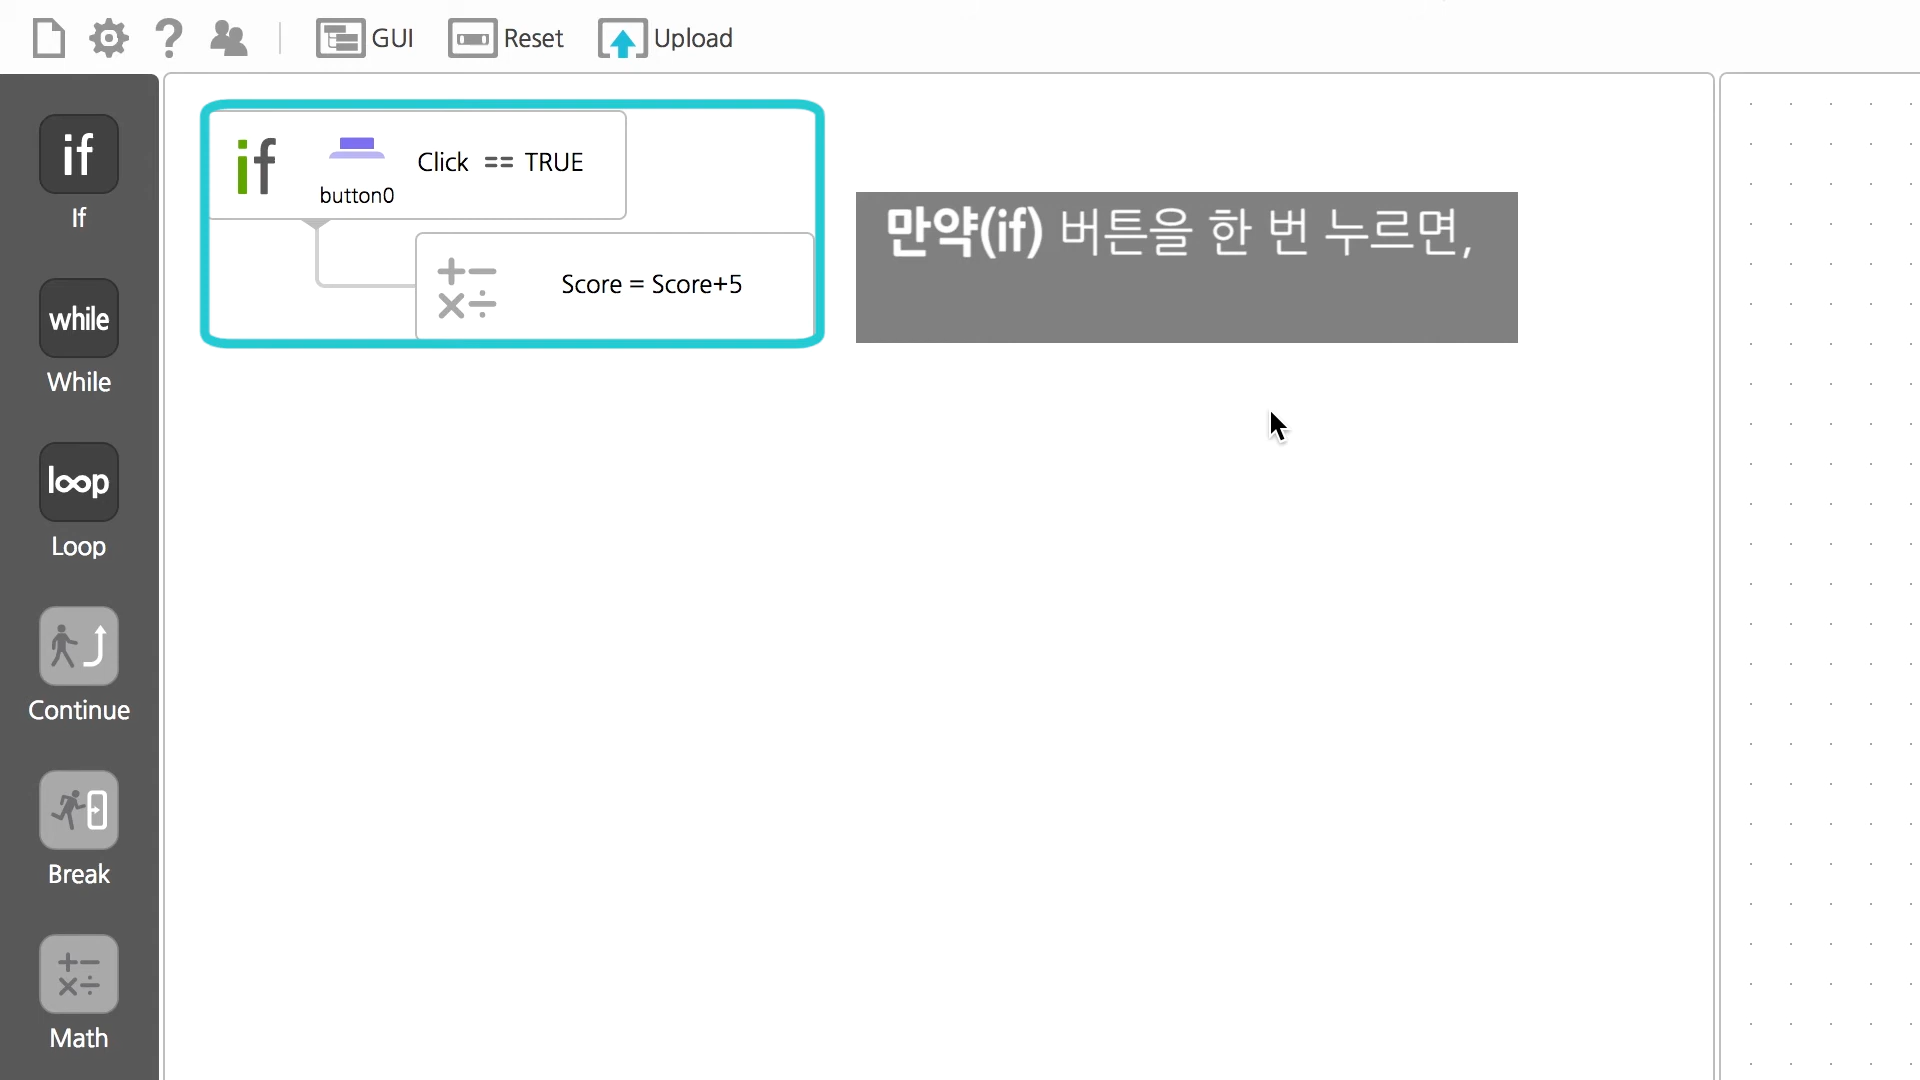 GUI
Reset
Upload
if
If
while
While
loop
Loop
Continue
Break
Math
if
button0
Click == TRUE
Score = Score+5
만약(if) 버튼을 한 번 누르면,